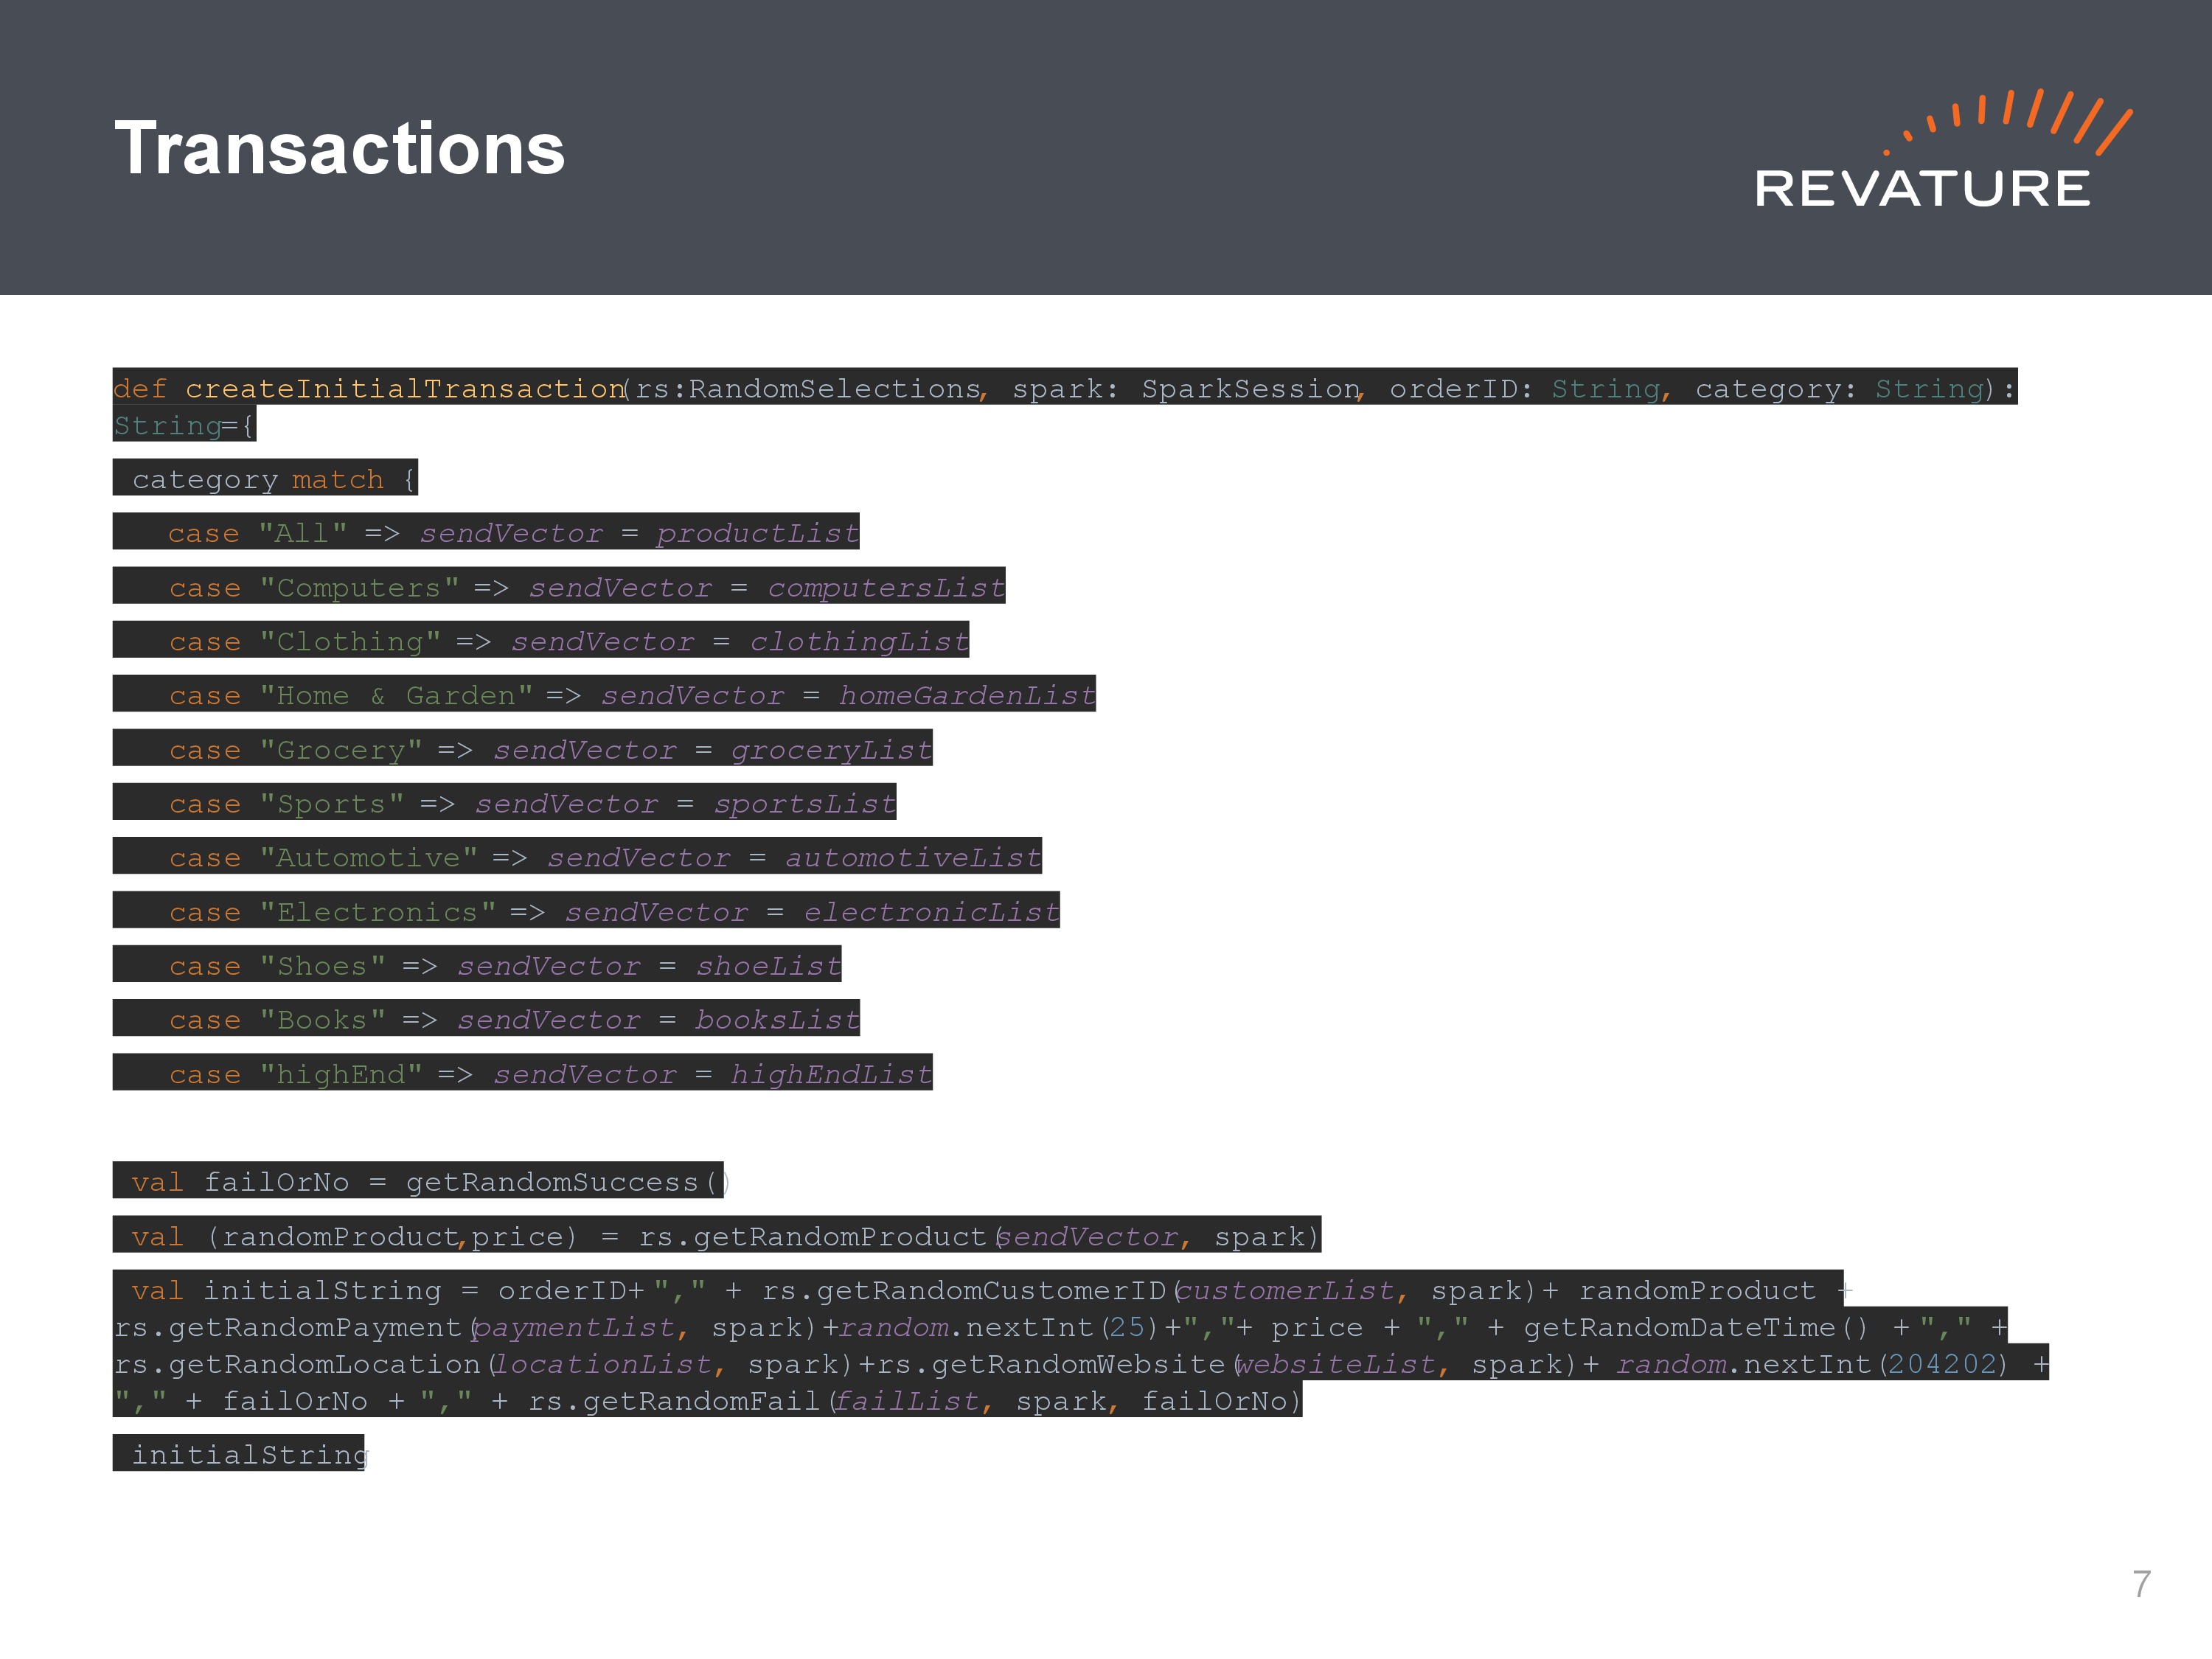 Transactions
REVATURE
def createInitialTransaction(rs:RandomSelections, spark: SparkSession, orderID: String, category: String):
String={
category match {
case "All" => sendVector = productList
case "Computers" => sendVector = computersList
case "Clothing" => sendVector = clothingList
case "Home & Garden" => sendVector = homeGardenList
case "Grocery" => sendVector = groceryList
case "Sports" => sendVector = sportsList
case "Automotive" => sendVector = automotiveList
case "Electronics" => sendVector = electronicList
case "Shoes" => sendVector = shoeList
case "Books" => sendVector = booksList
case "highEnd" => sendVector = highEndList
val failOrNo = getRandomSuccess()
val (randomProduct,price) = rs.getRandomProduct(sendVector, spark)
val initialString = orderID+"," + rs.getRandomCustomerID(customerList, spark)+ randomProduct +
rs.getRandomPayment(paymentList, spark)+random.nextInt(25)+","+ price + "," + getRandomDateTime() +"," +
rs.getRandomLocation(locationList, spark)+rs.getRandomWebsite(websiteList, spark)+ random.nextInt(204202) +
"," + failOrNo + "," + rs.getRandomFail(failList, spark, failOrNo)
initialString
7